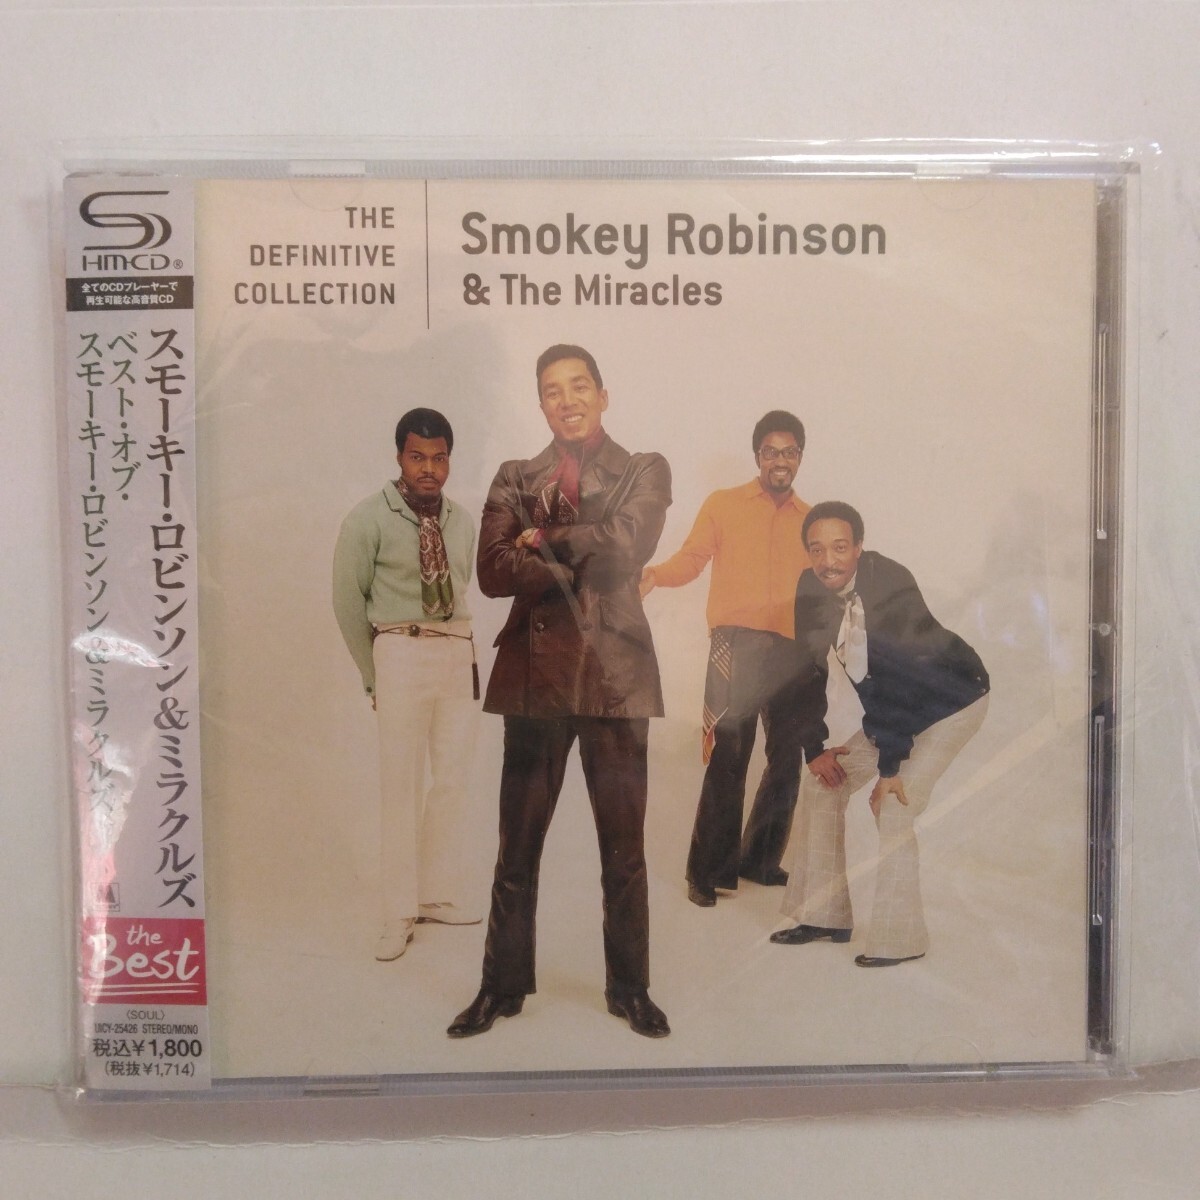 THE
DEFINITIVE
COLLECTION
Smokey Robinson
& The Miracles
HM-CD®
全てのCDプレーヤーで
再生可能な高音質CD
スモーキー・ロビンソン&ミラクルズ
ベスト・オブ・
スモーキー・ロビンソン&ミラクルズ
the
Best
〈SOUL〉
UICY-25426 STEREO/MONO
税込¥1,800
(税抜¥1,714)